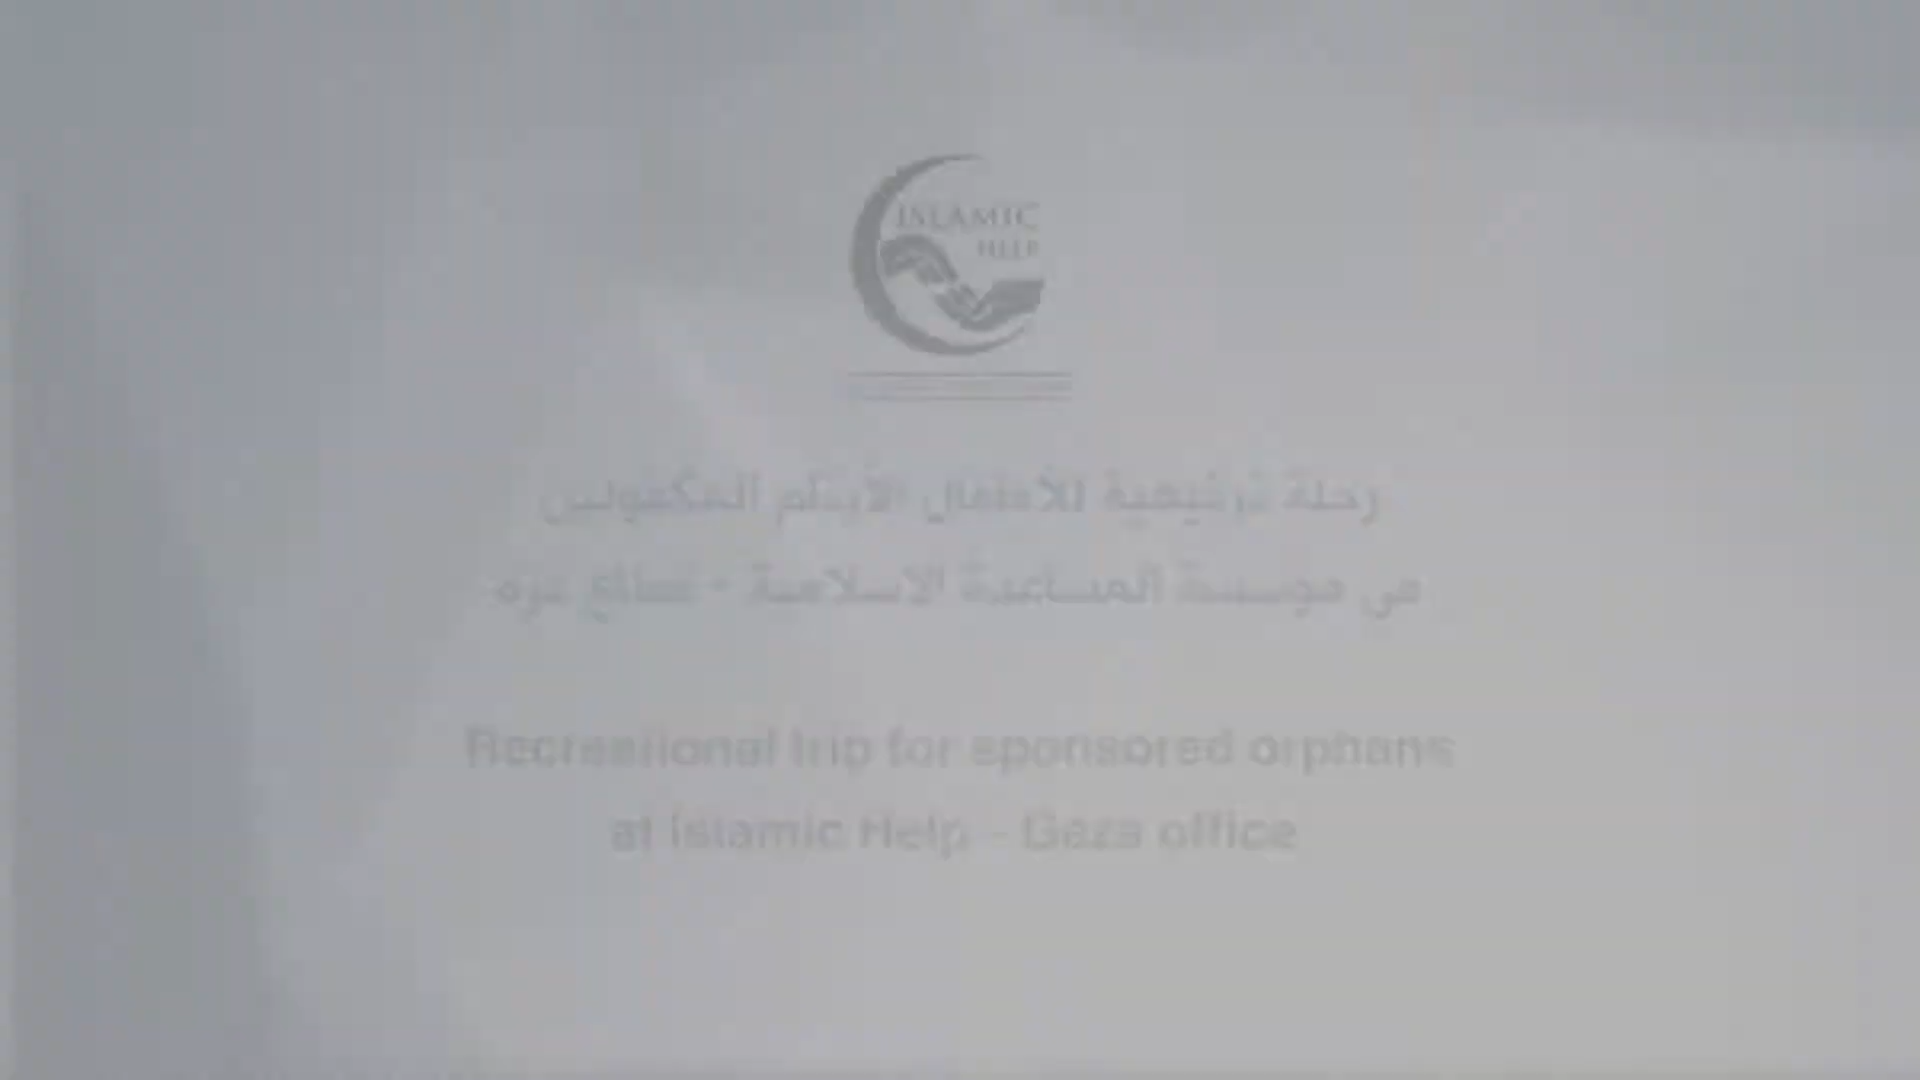 ISLAMIC
HELP
رحلة ترفيهية للأطفال الأيتام المكفولين
في مؤسسة المساعدة الاسلامية - قطاع غزه
Recreational trip for sponsored orphans
at Islamic Help - Gaza office